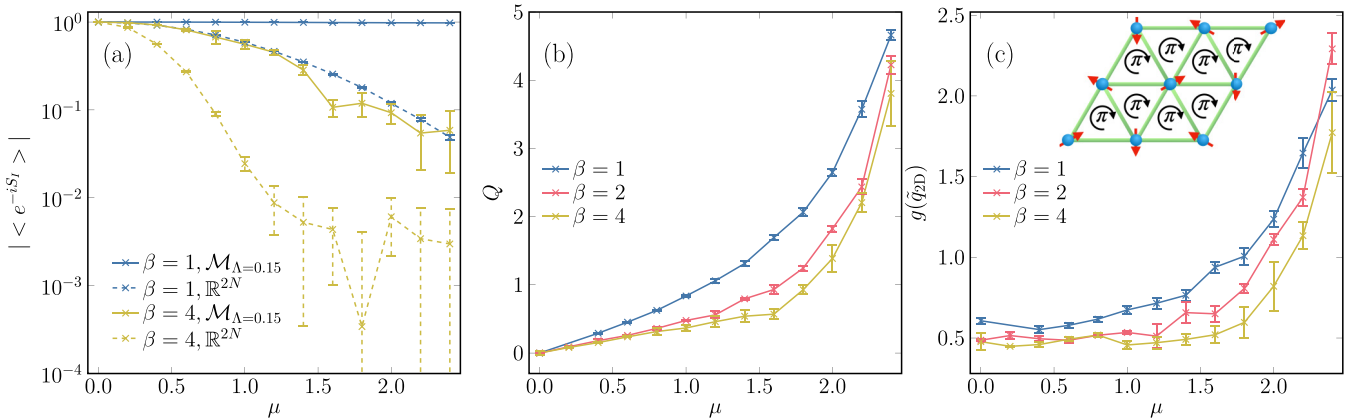 10⁰
10⁻¹
10⁻²
10⁻³
10⁻⁴
| < e^{-iS_I} > |
(a)
β = 1, ℳ_{Λ=0.15}
β = 1, ℝ^{2N}
β = 4, ℳ_{Λ=0.15}
β = 4, ℝ^{2N}
0.0 0.5 1.0 1.5 2.0
μ
5
4
3
2
1
0
Q
(b)
β = 1
β = 2
β = 4
0.0 0.5 1.0 1.5 2.0
μ
2.5
2.0
1.5
1.0
0.5
g(q̃_{2D})
(c)
π π π π
π π π π
β = 1
β = 2
β = 4
0.0 0.5 1.0 1.5 2.0
μ